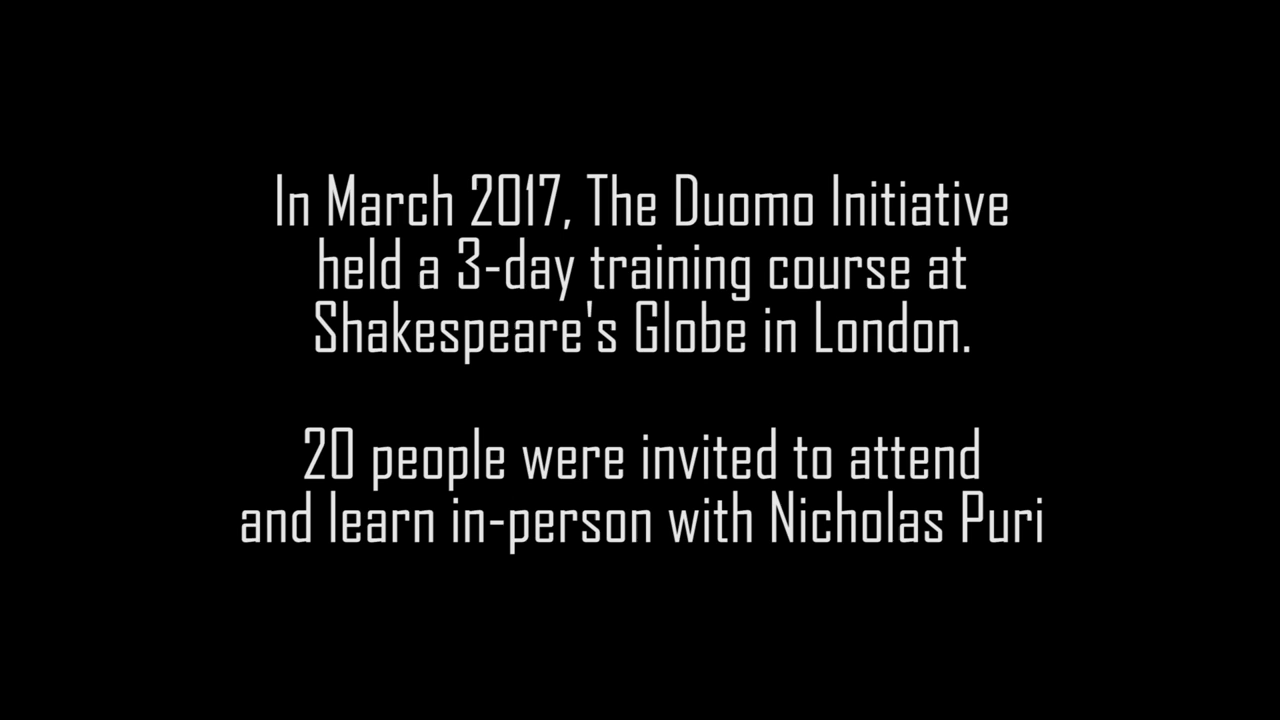 In March 2017, The Duomo Initiative
held a 3-day training course at
Shakespeare's Globe in London.
20 people were invited to attend
and learn in-person with Nicholas Puri